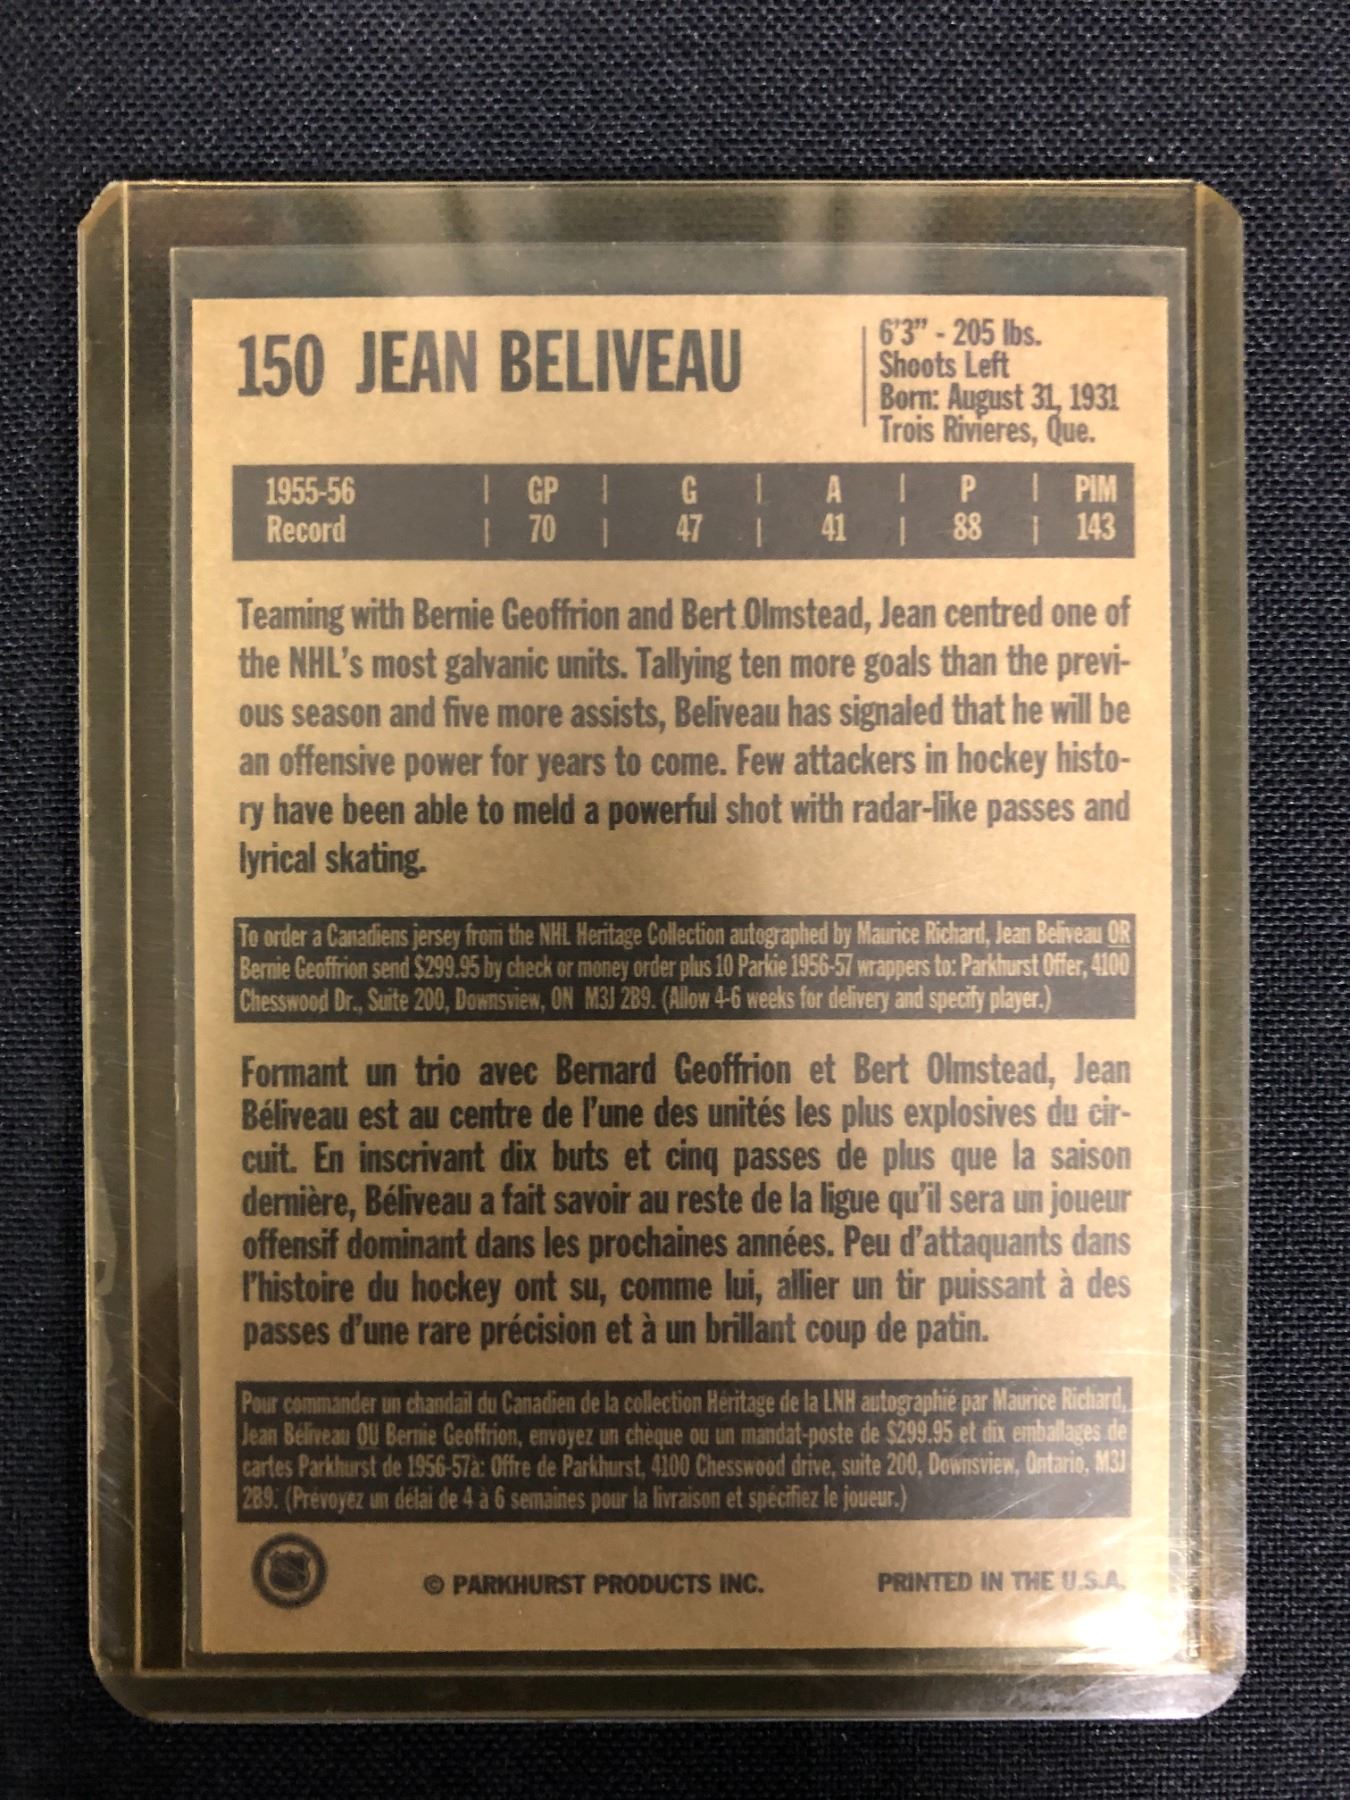 150 JEAN BELIVEAU
6'3" - 205 lbs.
Shoots Left
Born: August 31, 1931
Trois Rivieres, Que.
1955-56 | GP | G | A | P | PIM
Record | 70 | 47 | 41 | 88 | 143
Teaming with Bernie Geoffrion and Bert Olmstead, Jean centred one of
the NHL's most galvanic units. Tallying ten more goals than the previ-
ous season and five more assists, Beliveau has signaled that he will be
an offensive power for years to come. Few attackers in hockey histo-
ry have been able to meld a powerful shot with radar-like passes and
lyrical skating.
To order a Canadiens jersey from the NHL Heritage Collection autographed by Maurice Richard, Jean Beliveau OR
Bernie Geoffrion send $299.95 by check or money order plus 10 Parkie 1956-57 wrappers to: Parkhurst Offer, 4100
Chesswood Dr., Suite 200, Downsview, ON M3J 2B9. (Allow 4-6 weeks for delivery and specify player.)
Formant un trio avec Bernard Geoffrion et Bert Olmstead, Jean
Béliveau est au centre de l'une des unités les plus explosives du cir-
cuit. En inscrivant dix buts et cinq passes de plus que la saison
dernière, Béliveau a fait savoir au reste de la ligue qu'il sera un joueur
offensif dominant dans les prochaines années. Peu d'attaquants dans
l'histoire du hockey ont su, comme lui, allier un tir puissant à des
passes d'une rare précision et à un brillant coup de patin.
Pour commander un chandail du Canadien de la collection Héritage de la LNH autographié par Maurice Richard,
Jean Béliveau OU Bernie Geoffrion, envoyez un chèque ou un mandat-poste de $299.95 et dix emballages de
cartes Parkhurst de 1956-57à: Offre de Parkhurst, 4100 Chesswood drive, suite 200, Downsview, Ontario, M3J
2B9. (Prévoyez un délai de 4 à 6 semaines pour la livraison et spécifiez le joueur.)
© PARKHURST PRODUCTS INC.
PRINTED IN THE U.S.A.